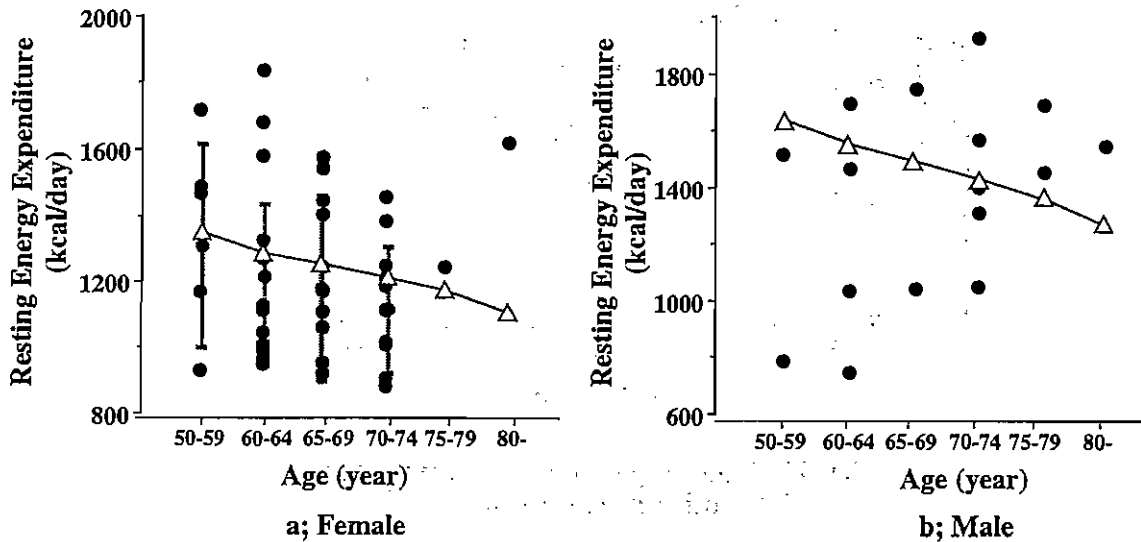 Resting Energy Expenditure
(kcal/day)
2000
1600
1200
800
50-59 60-64 65-69 70-74 75-79 80-
Age (year)
a; Female
Resting Energy Expenditure
(kcal/day)
1800
1400
1000
600
50-59 60-64 65-69 70-74 75-79 80-
Age (year)
b; Male